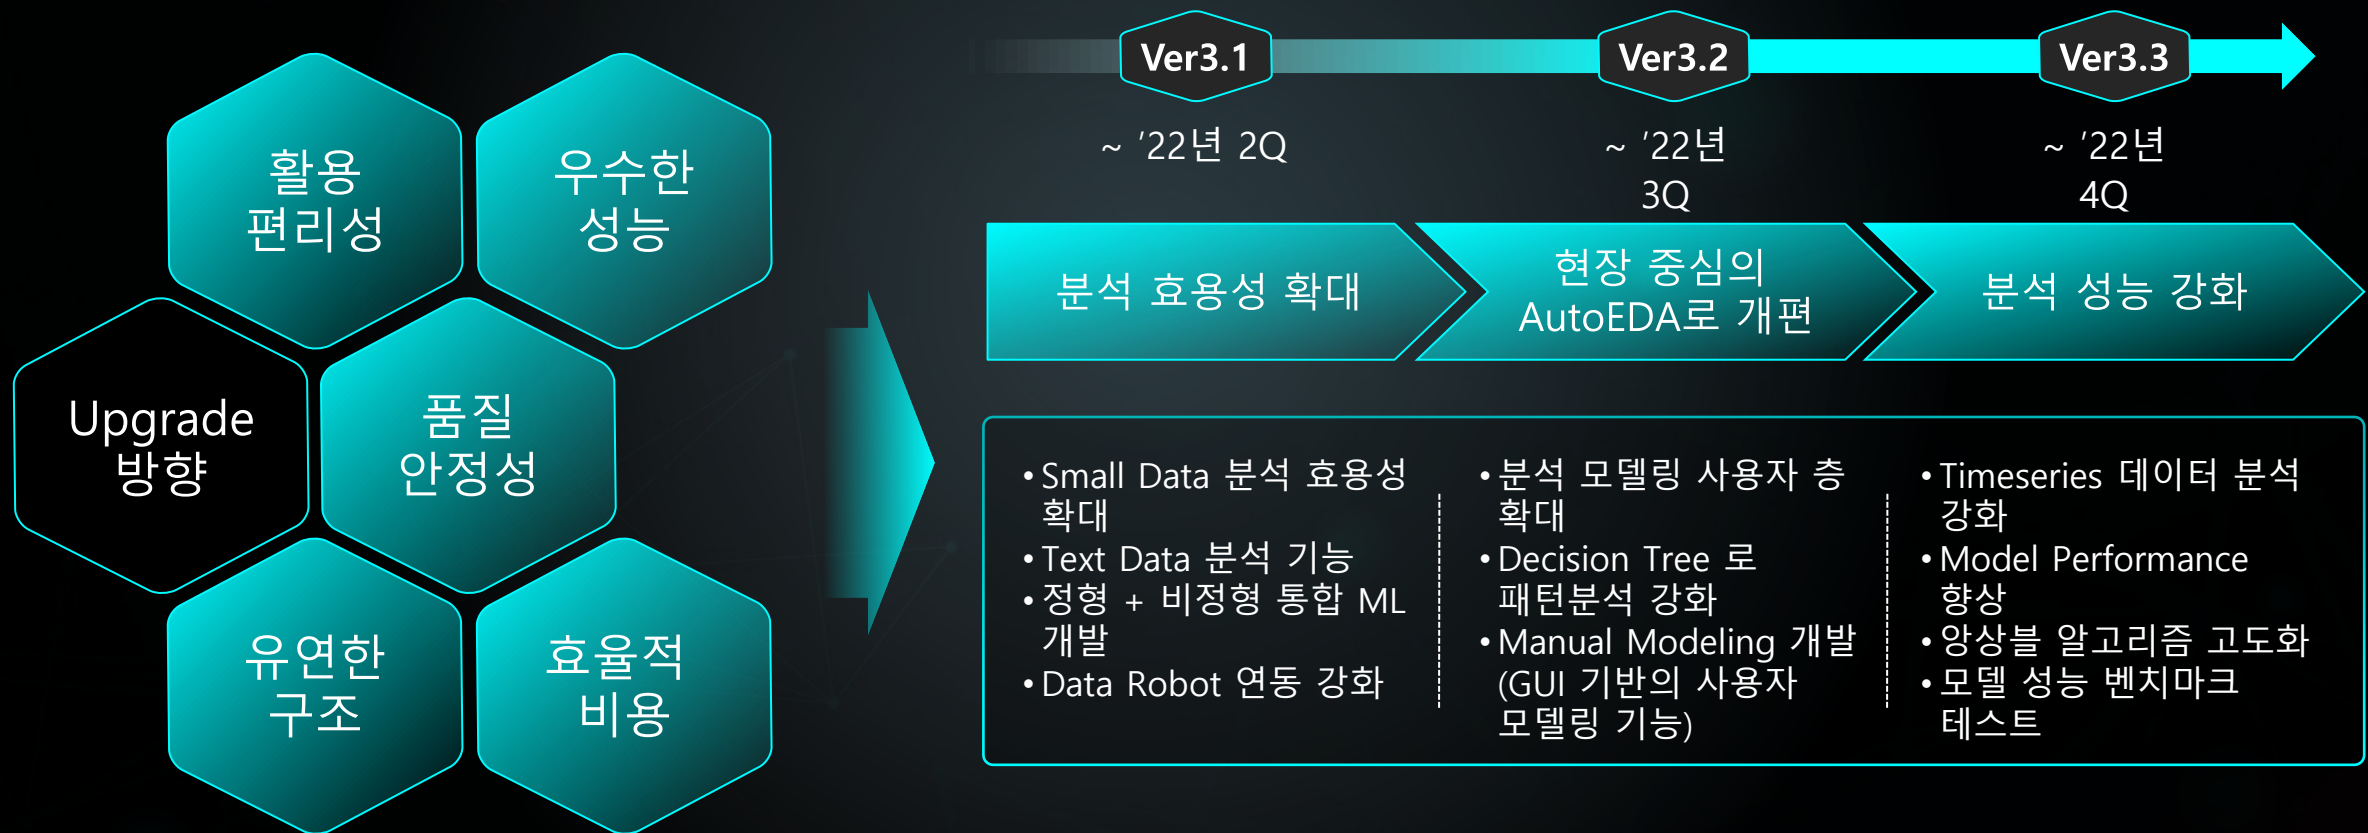 활용
편리성
우수한
성능
Upgrade
방향
품질
안정성
유연한
구조
효율적
비용
Ver3.1
Ver3.2
Ver3.3
~ '22년 2Q
~ '22년
3Q
~ '22년
4Q
분석 효용성 확대
현장 중심의
AutoEDA로 개편
분석 성능 강화
• Small Data 분석 효용성
확대
• Text Data 분석 기능
• 정형 + 비정형 통합 ML
개발
• Data Robot 연동 강화
• 분석 모델링 사용자 층
확대
• Decision Tree 로
패턴분석 강화
• Manual Modeling 개발
(GUI 기반의 사용자
모델링 기능)
• Timeseries 데이터 분석
강화
• Model Performance
향상
• 앙상블 알고리즘 고도화
• 모델 성능 벤치마크
테스트